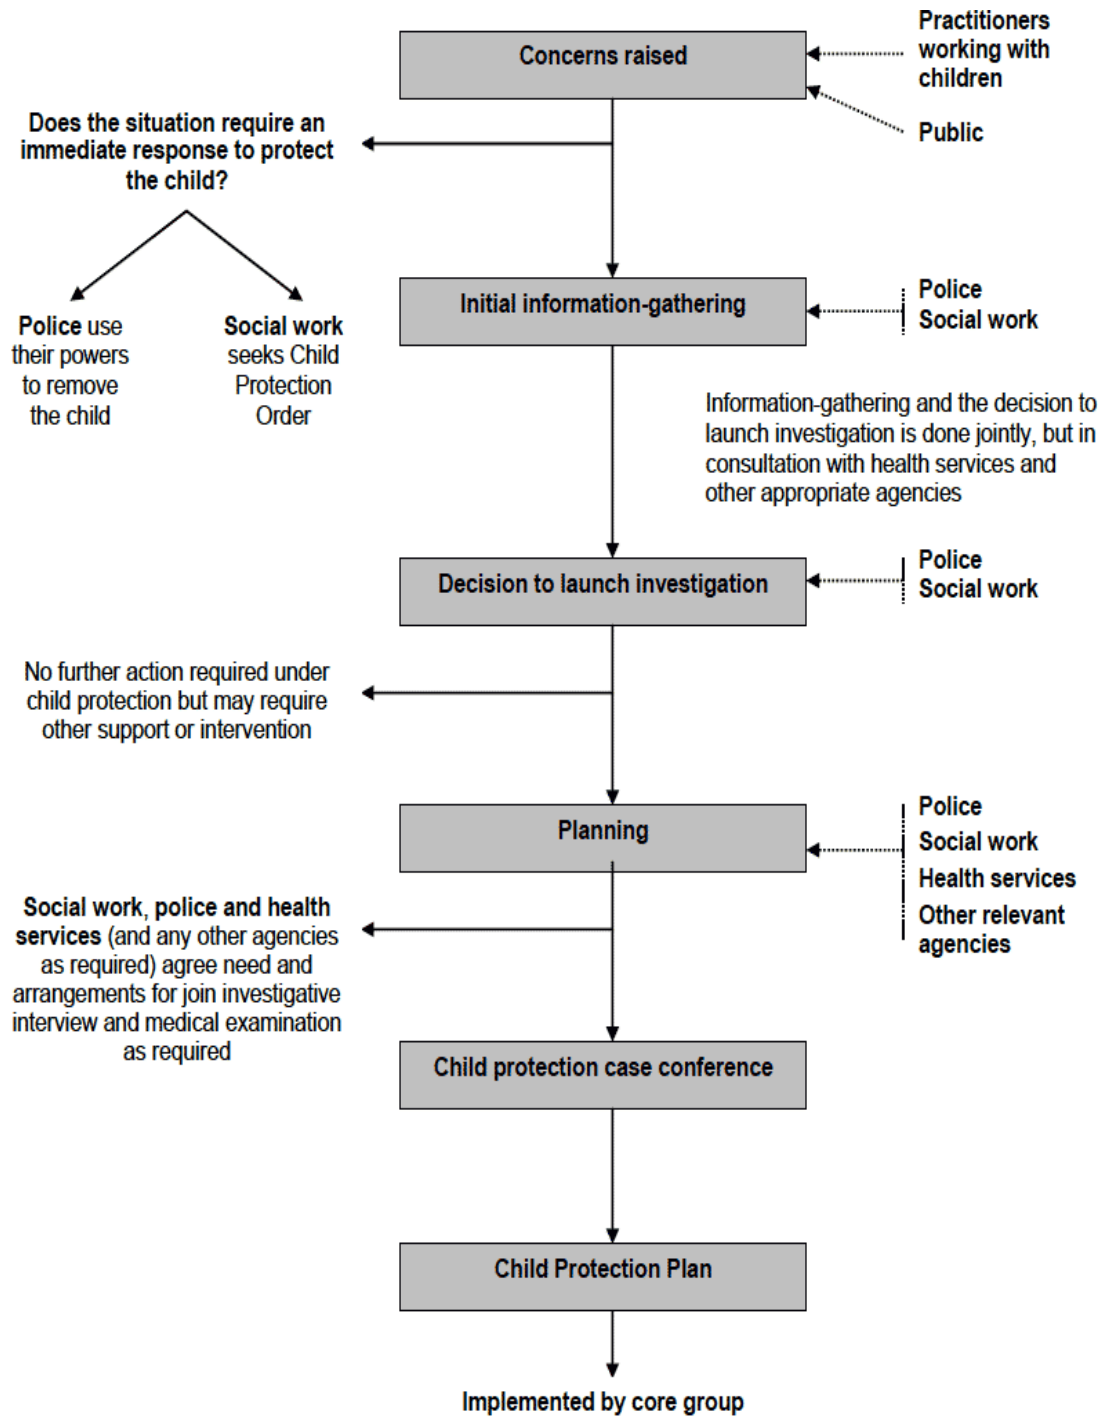 Concerns raised
Practitioners
working with
children
Public
Does the situation require an
immediate response to protect
the child?
Police use
their powers
to remove
the child
Social work
seeks Child
Protection
Order
Initial information-gathering
Police
Social work
Information-gathering and the decision to
launch investigation is done jointly, but in
consultation with health services and
other appropriate agencies
Decision to launch investigation
Police
Social work
No further action required under
child protection but may require
other support or intervention
Planning
Police
Social work
Health services
Other relevant
agencies
Social work, police and health
services (and any other agencies
as required) agree need and
arrangements for join investigative
interview and medical examination
as required
Child protection case conference
Child Protection Plan
Implemented by core group